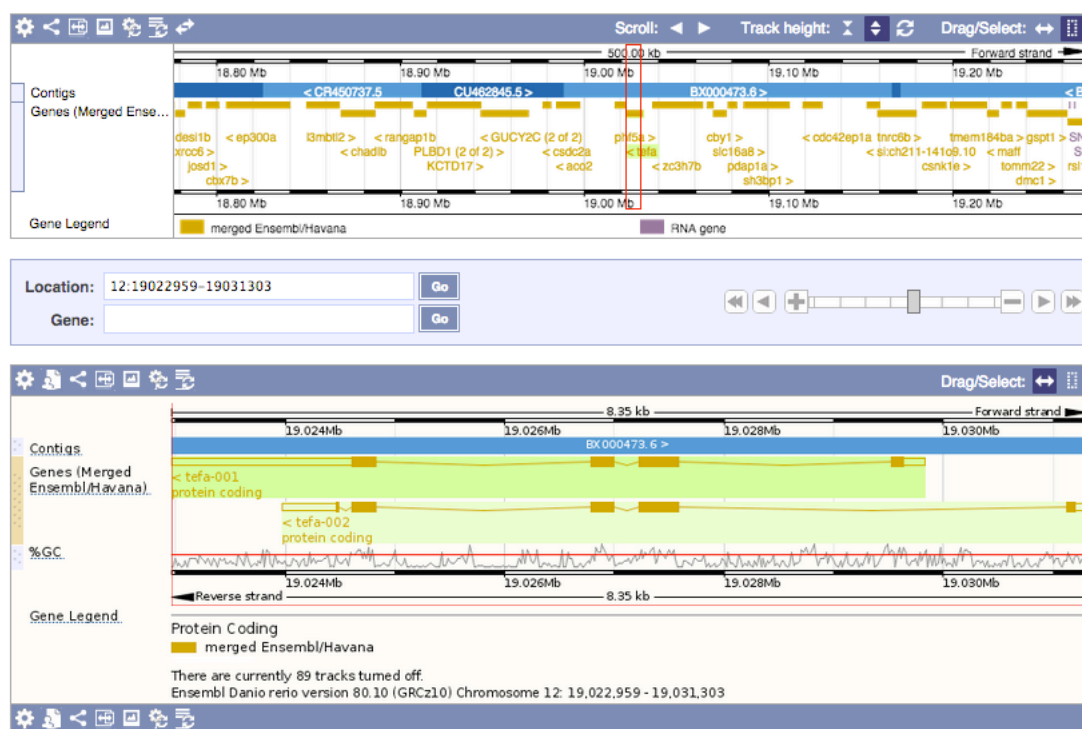 Scroll: Track height: Drag/Select:
500.00 kb Forward strand
18.80 Mb 18.90 Mb 19.00 Mb 19.10 Mb 19.20 Mb
Contigs < CR450737.5 CU462845.5 > BX000473.6 >
Genes (Merged Ense...
desi1b < ep300a l3mbtl2 > < rangap1b < GUCY2C (2 of 2) phf5a > cby1 > < cdc42ep1a tnrc6b > tmem184ba > gspt1 >
xrcc6 > < chadlb PLBD1 (2 of 2) > < csdc2a < tefa slc16a8 > < si:ch211-141o9.10 < maff
josd1 > KCTD17 > < aco2 < zc3h7b pdap1a > csnk1e > tomm22 >
cbx7b > sh3bp1 > dmc1 >
18.80 Mb 18.90 Mb 19.00 Mb 19.10 Mb 19.20 Mb
Gene Legend merged Ensembl/Havana RNA gene
Location: 12:19022959-19031303 Go
Gene: Go
Drag/Select:
8.35 kb Forward strand
19.024Mb 19.026Mb 19.028Mb 19.030Mb
Contigs BX000473.6 >
Genes (Merged
Ensembl/Havana)
< tefa-001
protein coding
< tefa-002
protein coding
%GC
19.024Mb 19.026Mb 19.028Mb 19.030Mb
Reverse strand 8.35 kb
Gene Legend
Protein Coding
merged Ensembl/Havana
There are currently 89 tracks turned off.
Ensembl Danio rerio version 80.10 (GRCz10) Chromosome 12: 19,022,959 - 19,031,303